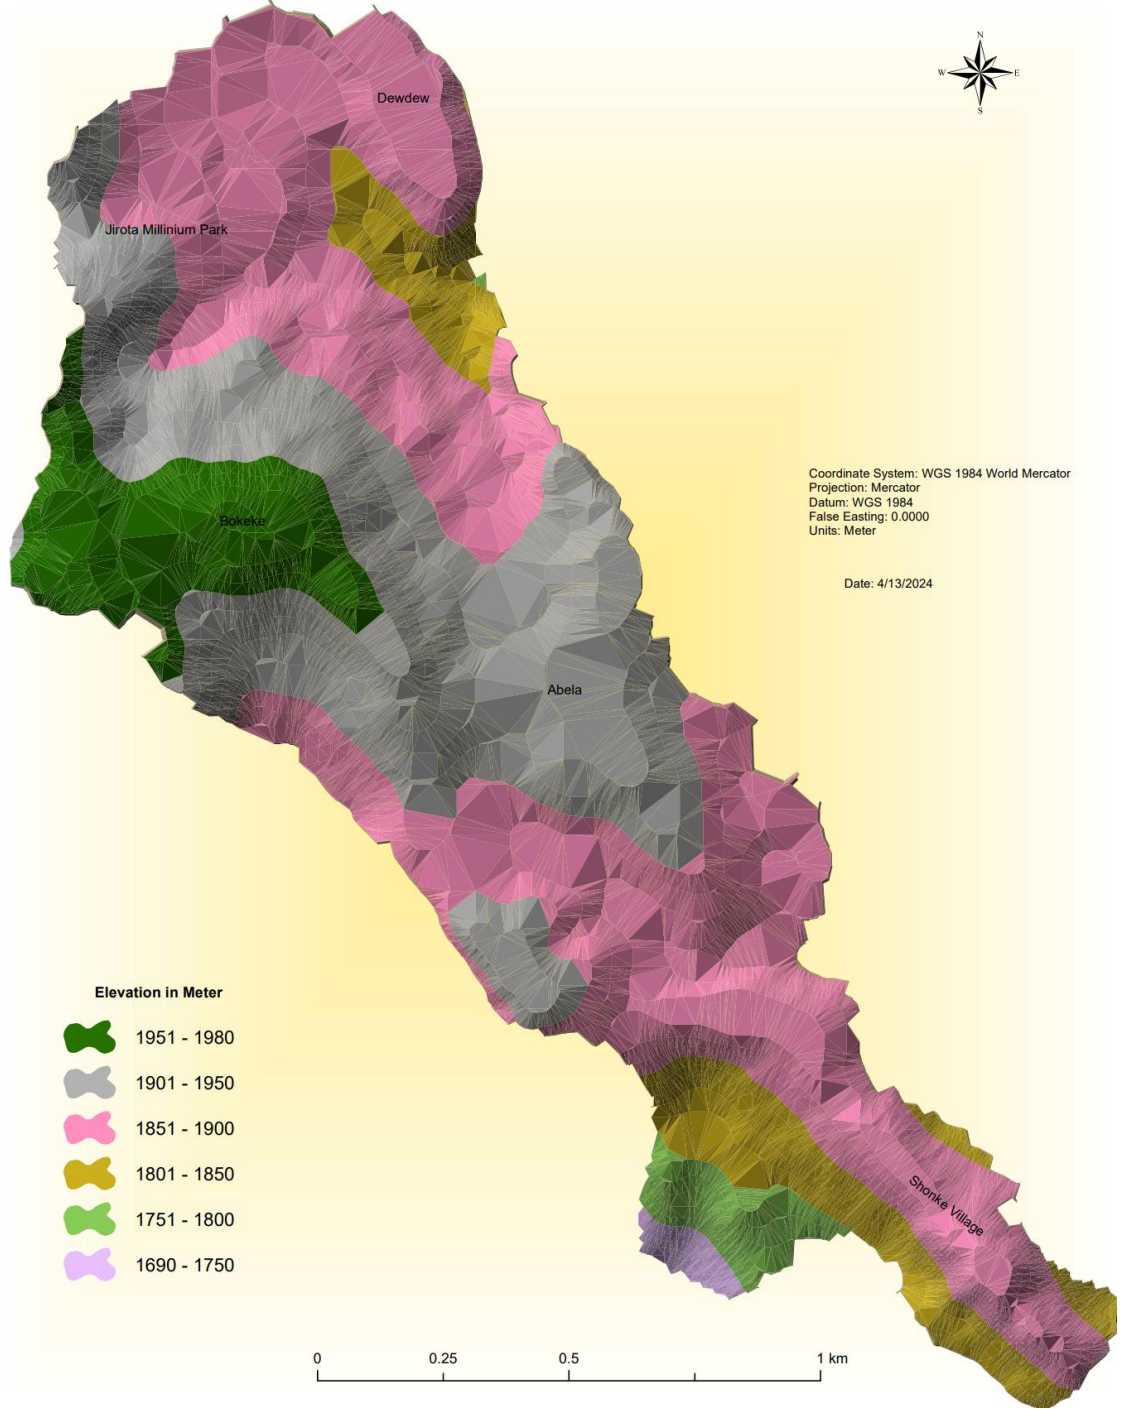 N
W E
S
Dewdew
Jirota Millinium Park
Coordinate System: WGS 1984 World Mercator
Projection: Mercator
Datum: WGS 1984
False Easting: 0.0000
Units: Meter
Bokeke
Date: 4/13/2024
Abela
Elevation in Meter
1951 - 1980
1901 - 1950
1851 - 1900
1801 - 1850
1751 - 1800
1690 - 1750
Shonke Village
0 0.25 0.5 1 km